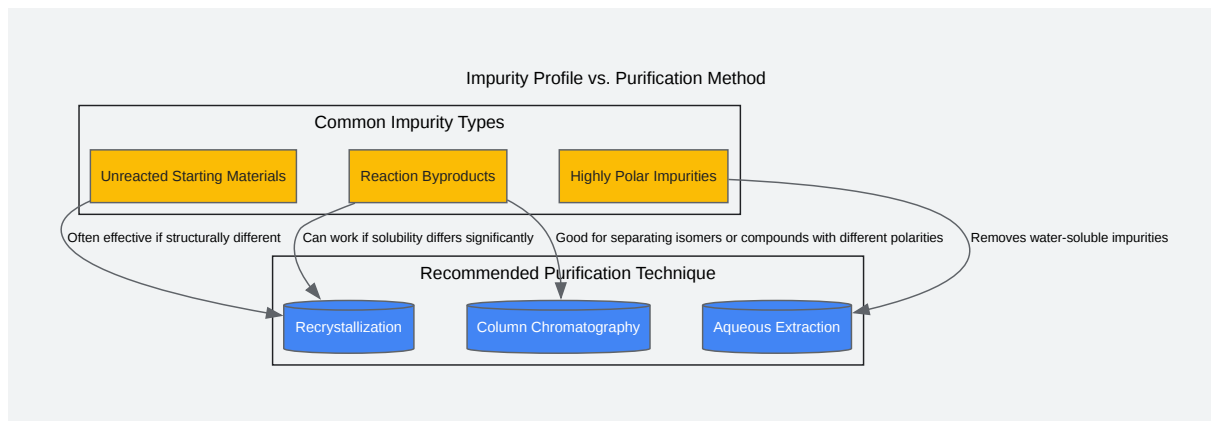 Impurity Profile vs. Purification Method
Common Impurity Types
Unreacted Starting Materials
Reaction Byproducts
Highly Polar Impurities
Often effective if structurally different
Can work if solubility differs significantly
Good for separating isomers or compounds with different polarities
Removes water-soluble impurities
Recommended Purification Technique
Recrystallization
Column Chromatography
Aqueous Extraction